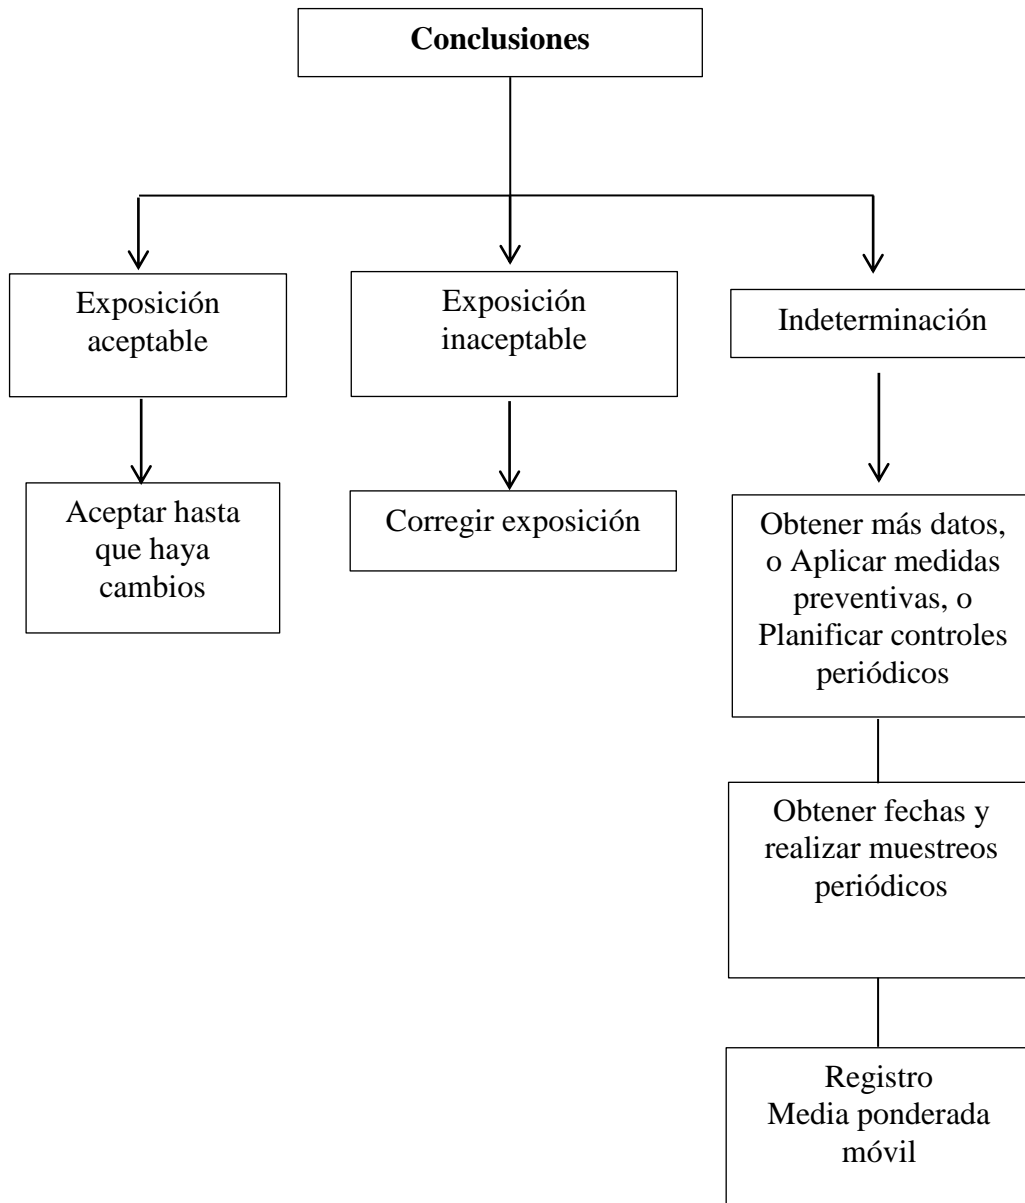 Conclusiones
Exposición
aceptable
Exposición
inaceptable
Indeterminación
Aceptar hasta
que haya
cambios
Corregir exposición
Obtener más datos,
o Aplicar medidas
preventivas, o
Planificar controles
periódicos
Obtener fechas y
realizar muestreos
periódicos
Registro
Media ponderada
móvil